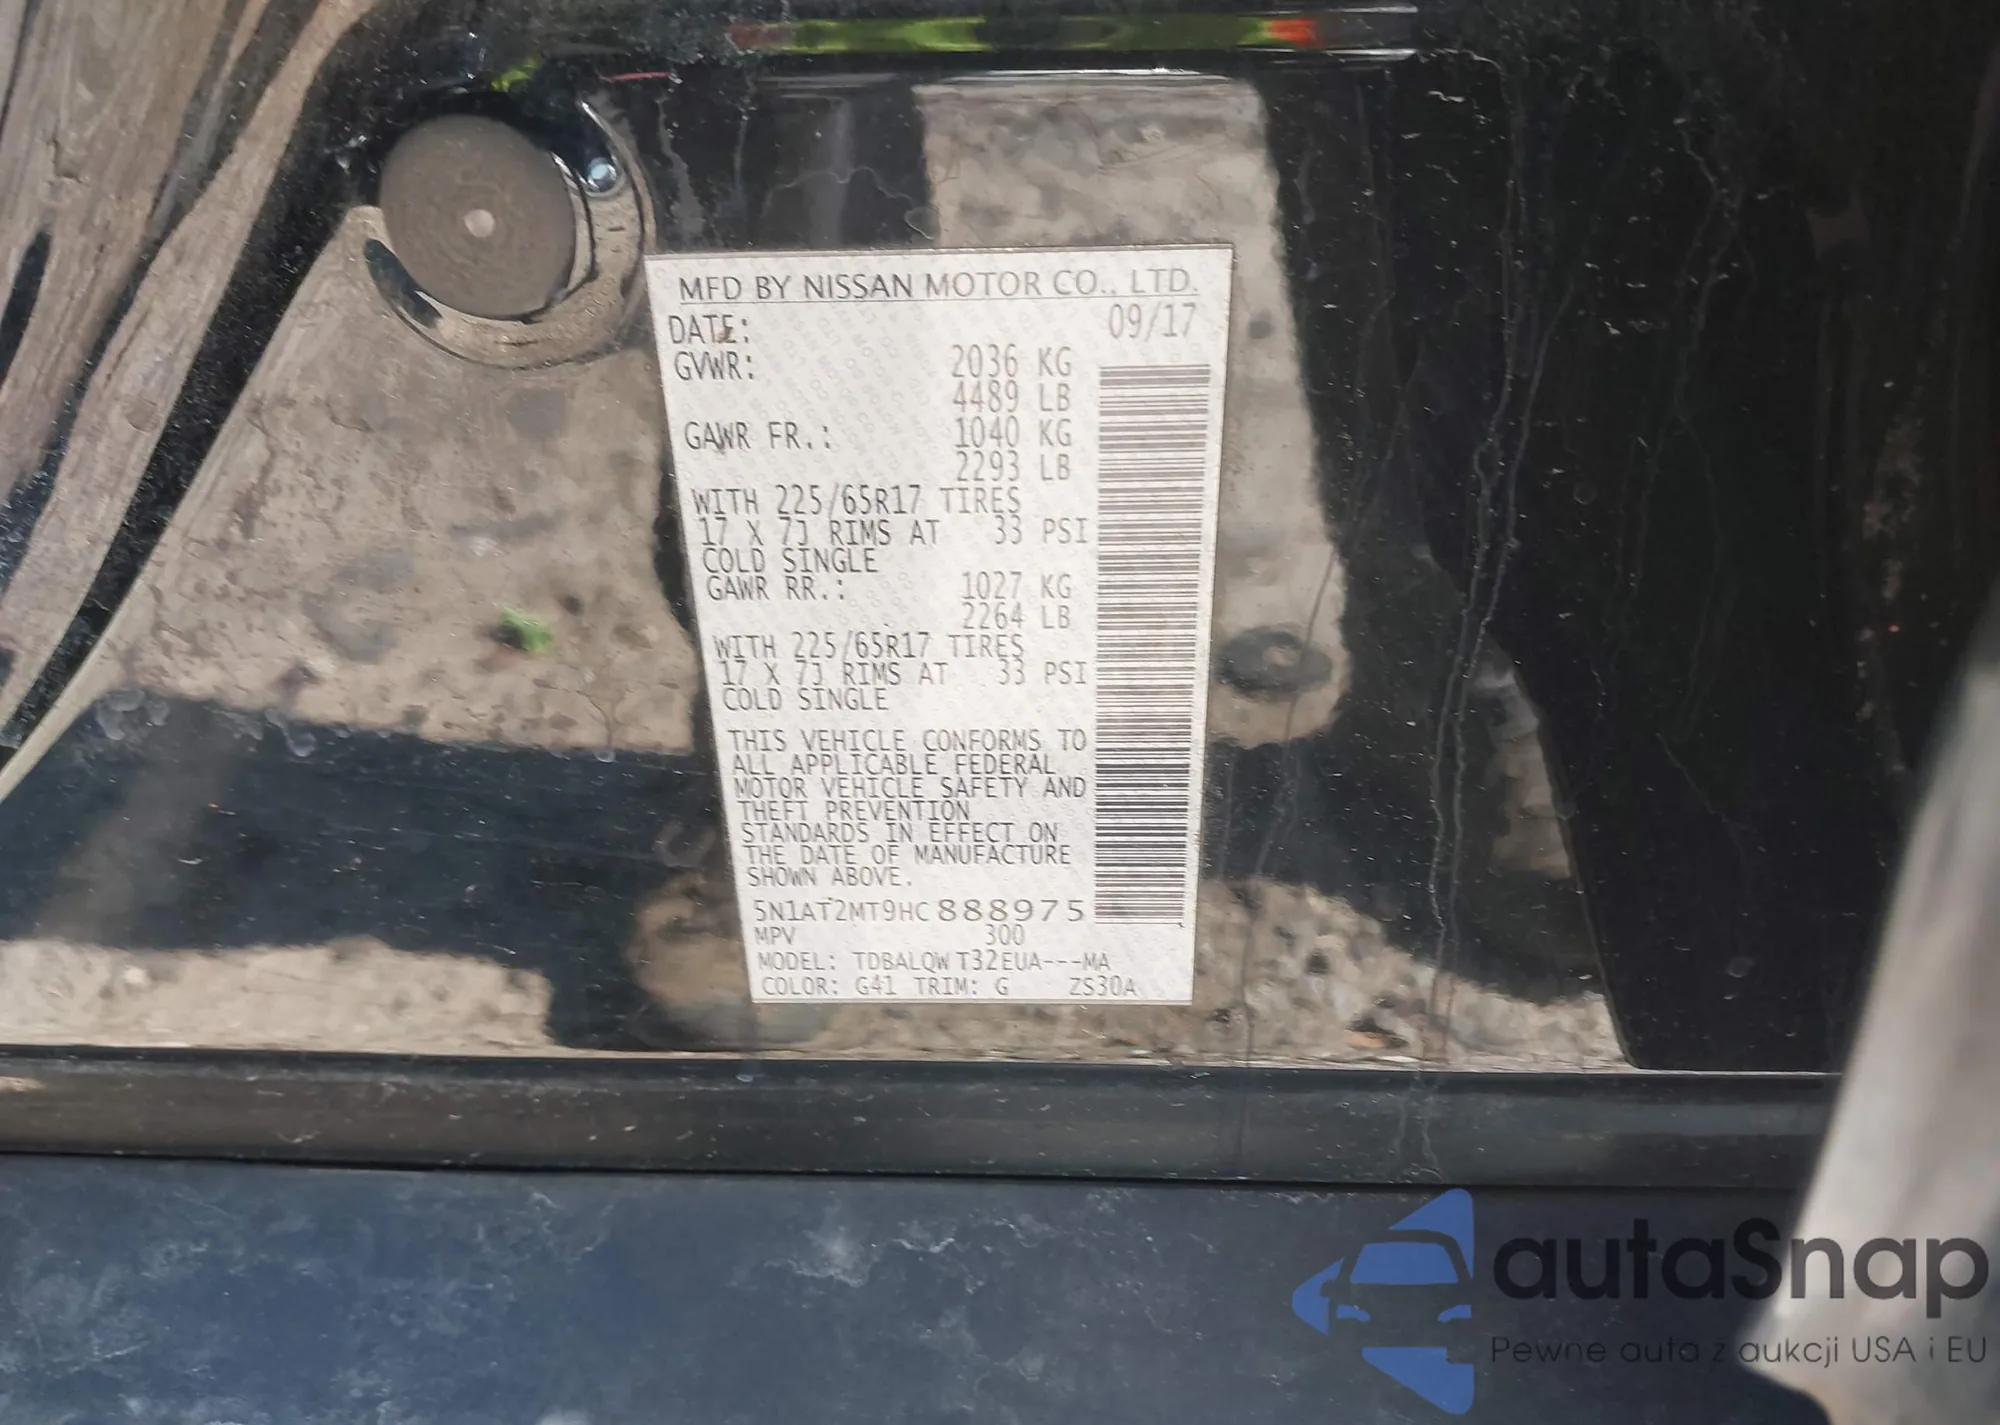 MFD BY NISSAN MOTOR CO., LTD.
DATE: 09/17
GVWR: 2036 KG
4489 LB
GAWR FR.: 1040 KG
2293 LB
WITH 225/65R17 TIRES
17 X 7J RIMS AT 33 PSI
COLD SINGLE
GAWR RR.: 1027 KG
2264 LB
WITH 225/65R17 TIRES
17 X 7J RIMS AT 33 PSI
COLD SINGLE
THIS VEHICLE CONFORMS TO
ALL APPLICABLE FEDERAL
MOTOR VEHICLE SAFETY AND
THEFT PREVENTION
STANDARDS IN EFFECT ON
THE DATE OF MANUFACTURE
SHOWN ABOVE.
5N1AT2MT9HC888975
MPV 300
MODEL: TDBALQW T32EUA---MA
COLOR: G41 TRIM: G ZS30A
autaSnap
Pewne auta z aukcji USA i EU